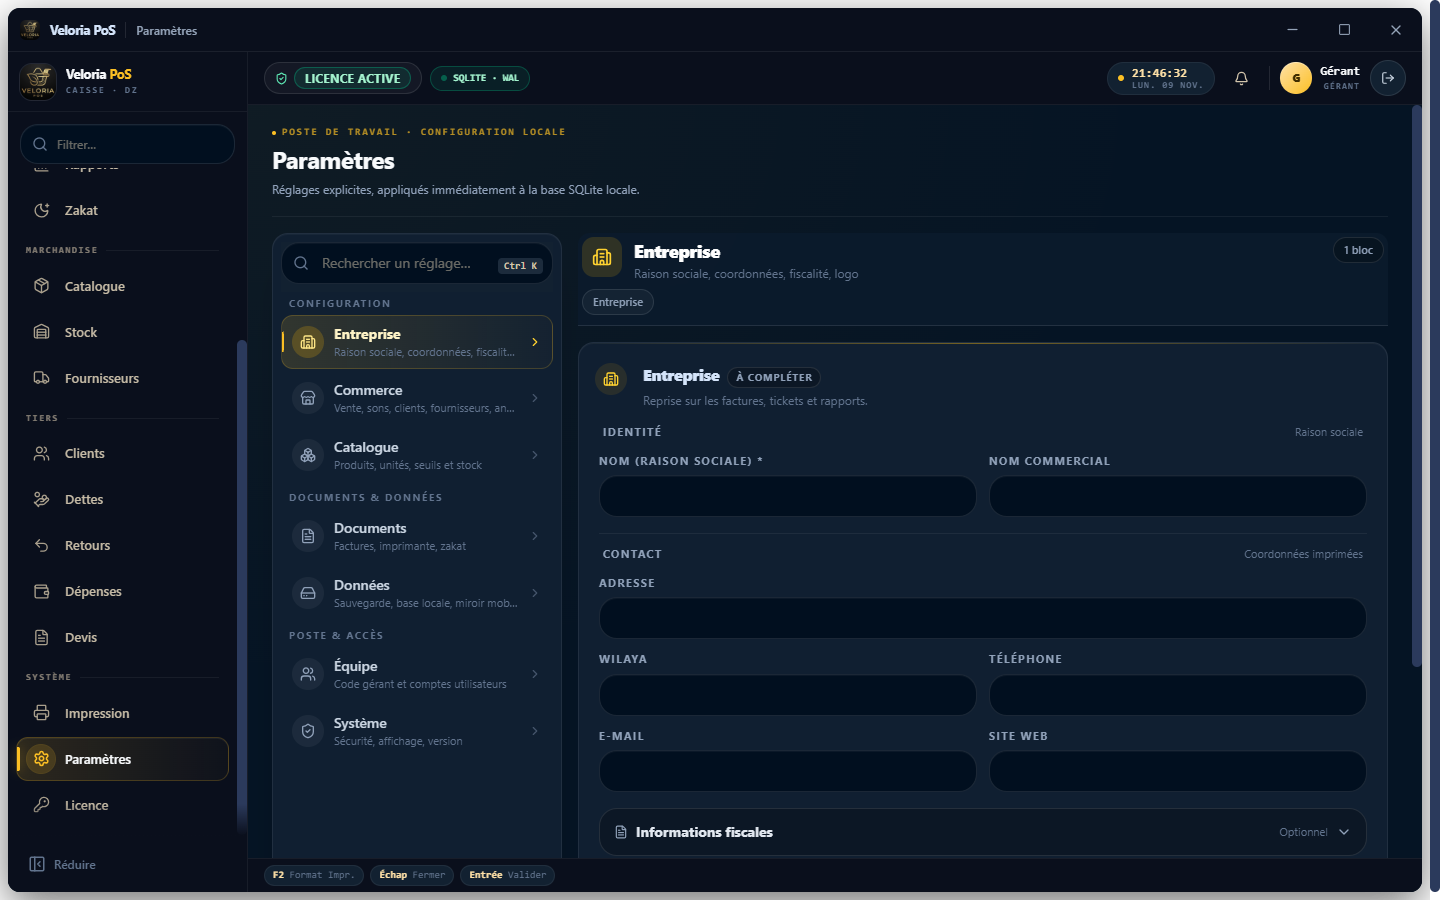 Veloria PoS
Paramètres
Veloria PoS
CAISSE · DZ
LICENCE ACTIVE
SQLITE · WAL
21:46:32
LUN. 09 NOV.
G
Gérant
GÉRANT
Filtrer...
Rapports
Zakat
MARCHANDISE
Catalogue
Stock
Fournisseurs
TIERS
Clients
Dettes
Retours
Dépenses
Devis
SYSTÈME
Impression
Paramètres
Licence
Réduire
POSTE DE TRAVAIL · CONFIGURATION LOCALE
Paramètres
Réglages explicites, appliqués immédiatement à la base SQLite locale.
Rechercher un réglage... Ctrl K
CONFIGURATION
Entreprise
Raison sociale, coordonnées, fiscalit...
Commerce
Vente, sons, clients, fournisseurs, an...
Catalogue
Produits, unités, seuils et stock
DOCUMENTS & DONNÉES
Documents
Factures, imprimante, zakat
Données
Sauvegarde, base locale, miroir mob...
POSTE & ACCÈS
Équipe
Code gérant et comptes utilisateurs
Système
Sécurité, affichage, version
Entreprise
Raison sociale, coordonnées, fiscalité, logo
1 bloc
Entreprise
Entreprise À COMPLÉTER
Reprise sur les factures, tickets et rapports.
IDENTITÉ Raison sociale
NOM (RAISON SOCIALE) * NOM COMMERCIAL
CONTACT Coordonnées imprimées
ADRESSE
WILAYA TÉLÉPHONE
E-MAIL SITE WEB
Informations fiscales Optionnel
F2 Format Impr. Échap Fermer Entrée Valider